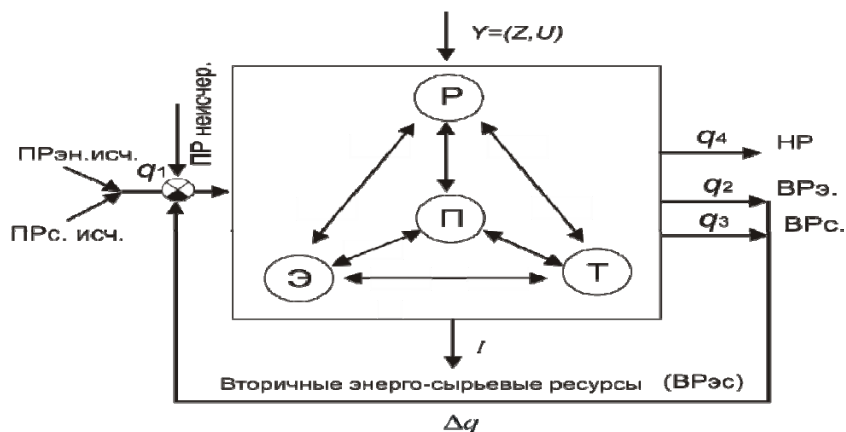 Y=(Z,U)
ПР неисчер.
ПРэн.исч.
q1
ПРс. исч.
Р
П
Э
Т
q4 НР
q2 ВРэ.
q3 ВРс.
I
Вторичные энерго-сырьевые ресурсы (ВРэс)
Δq